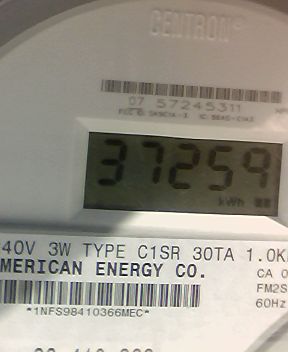 CENTRON®
07 57245311
37259
kWh
40V 3W TYPE C1SR 30TA 1.0K
MERICAN ENERGY CO.
CA 0
FM2S
60Hz
*1NFS98410366MEC*